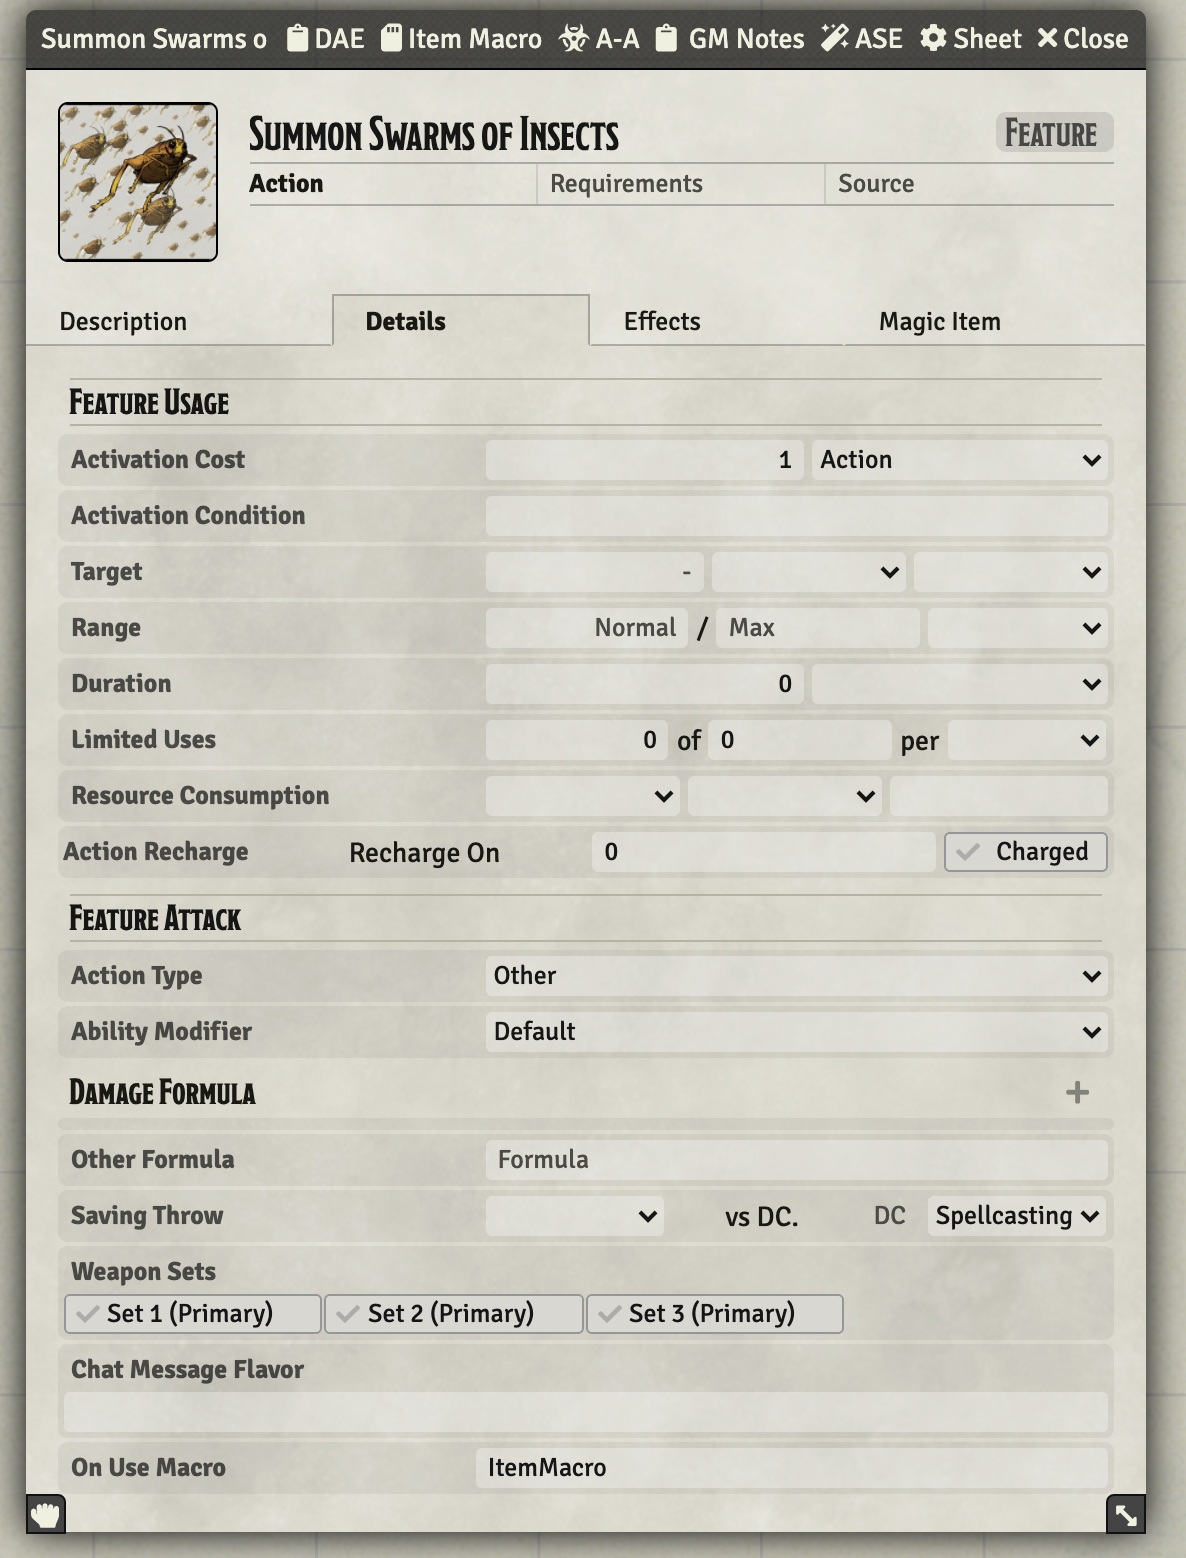 Summon Swarms o DAE Item Macro A-A GM Notes ASE Sheet Close
Summon Swarms of Insects Feature
Action Requirements Source
Description Details Effects Magic Item
Feature Usage
Activation Cost 1 Action
Activation Condition
Target -
Range Normal / Max
Duration 0
Limited Uses 0 of 0 per
Resource Consumption
Action Recharge Recharge On 0 Charged
Feature Attack
Action Type Other
Ability Modifier Default
Damage Formula +
Other Formula Formula
Saving Throw vs DC. DC Spellcasting
Weapon Sets
Set 1 (Primary) Set 2 (Primary) Set 3 (Primary)
Chat Message Flavor
On Use Macro ItemMacro